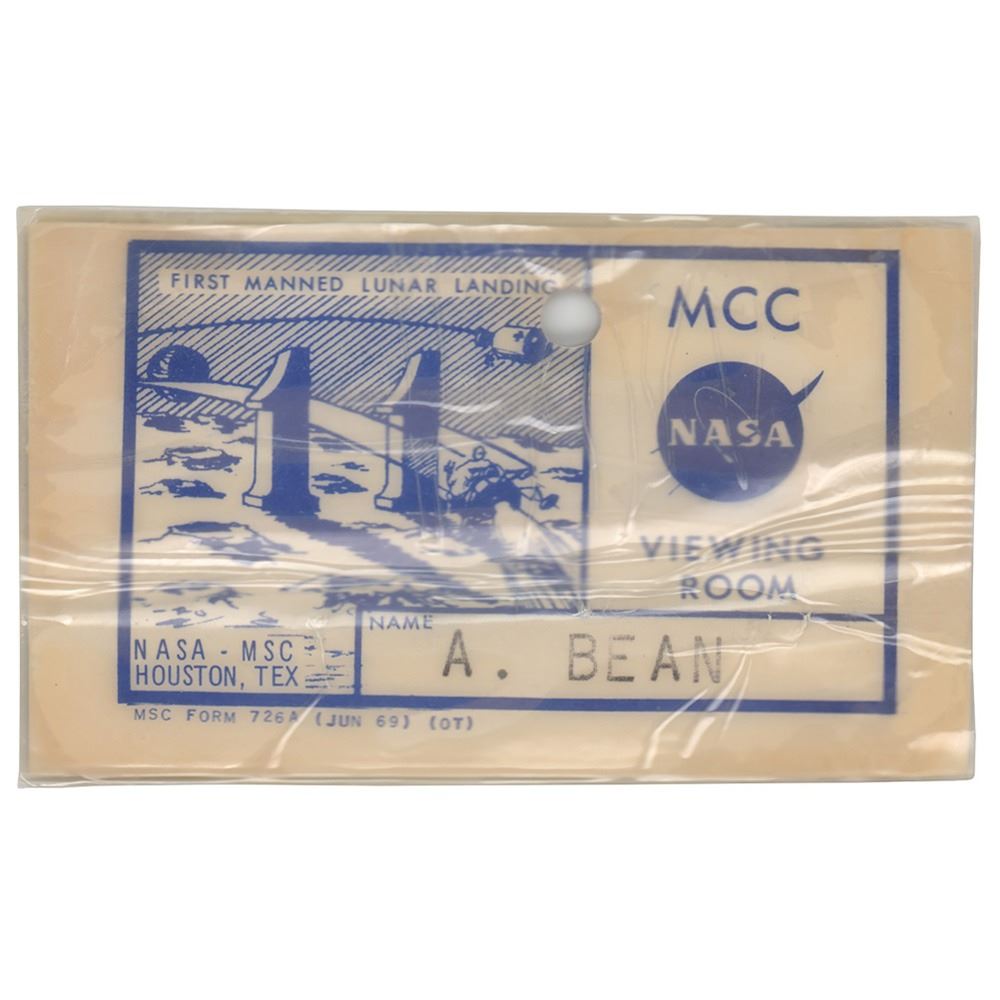 FIRST MANNED LUNAR LANDING
11
MCC
NASA
VIEWING
ROOM
NAME
A. BEAN
NASA - MSC
HOUSTON, TEX
MSC FORM 726A (JUN 69) (OT)